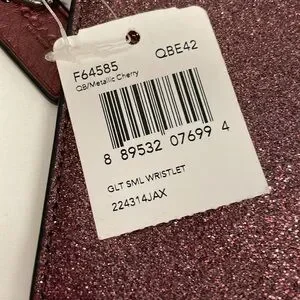 F64585 QBE42
QB/Metallic Cherry
8 89532 07699 4
GLT SML WRISTLET
224314JAX